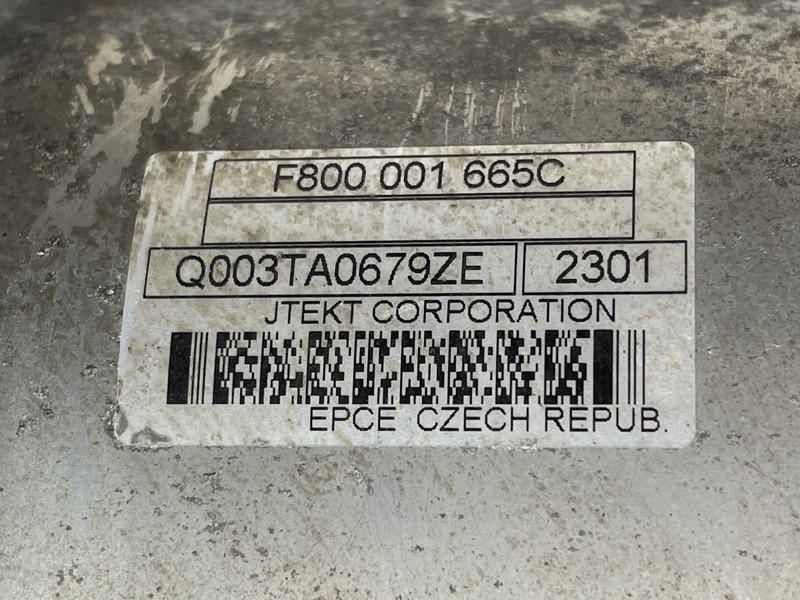 F800 001 665C
Q003TA0679ZE 2301
JTEKT CORPORATION
EPCE CZECH REPUB.